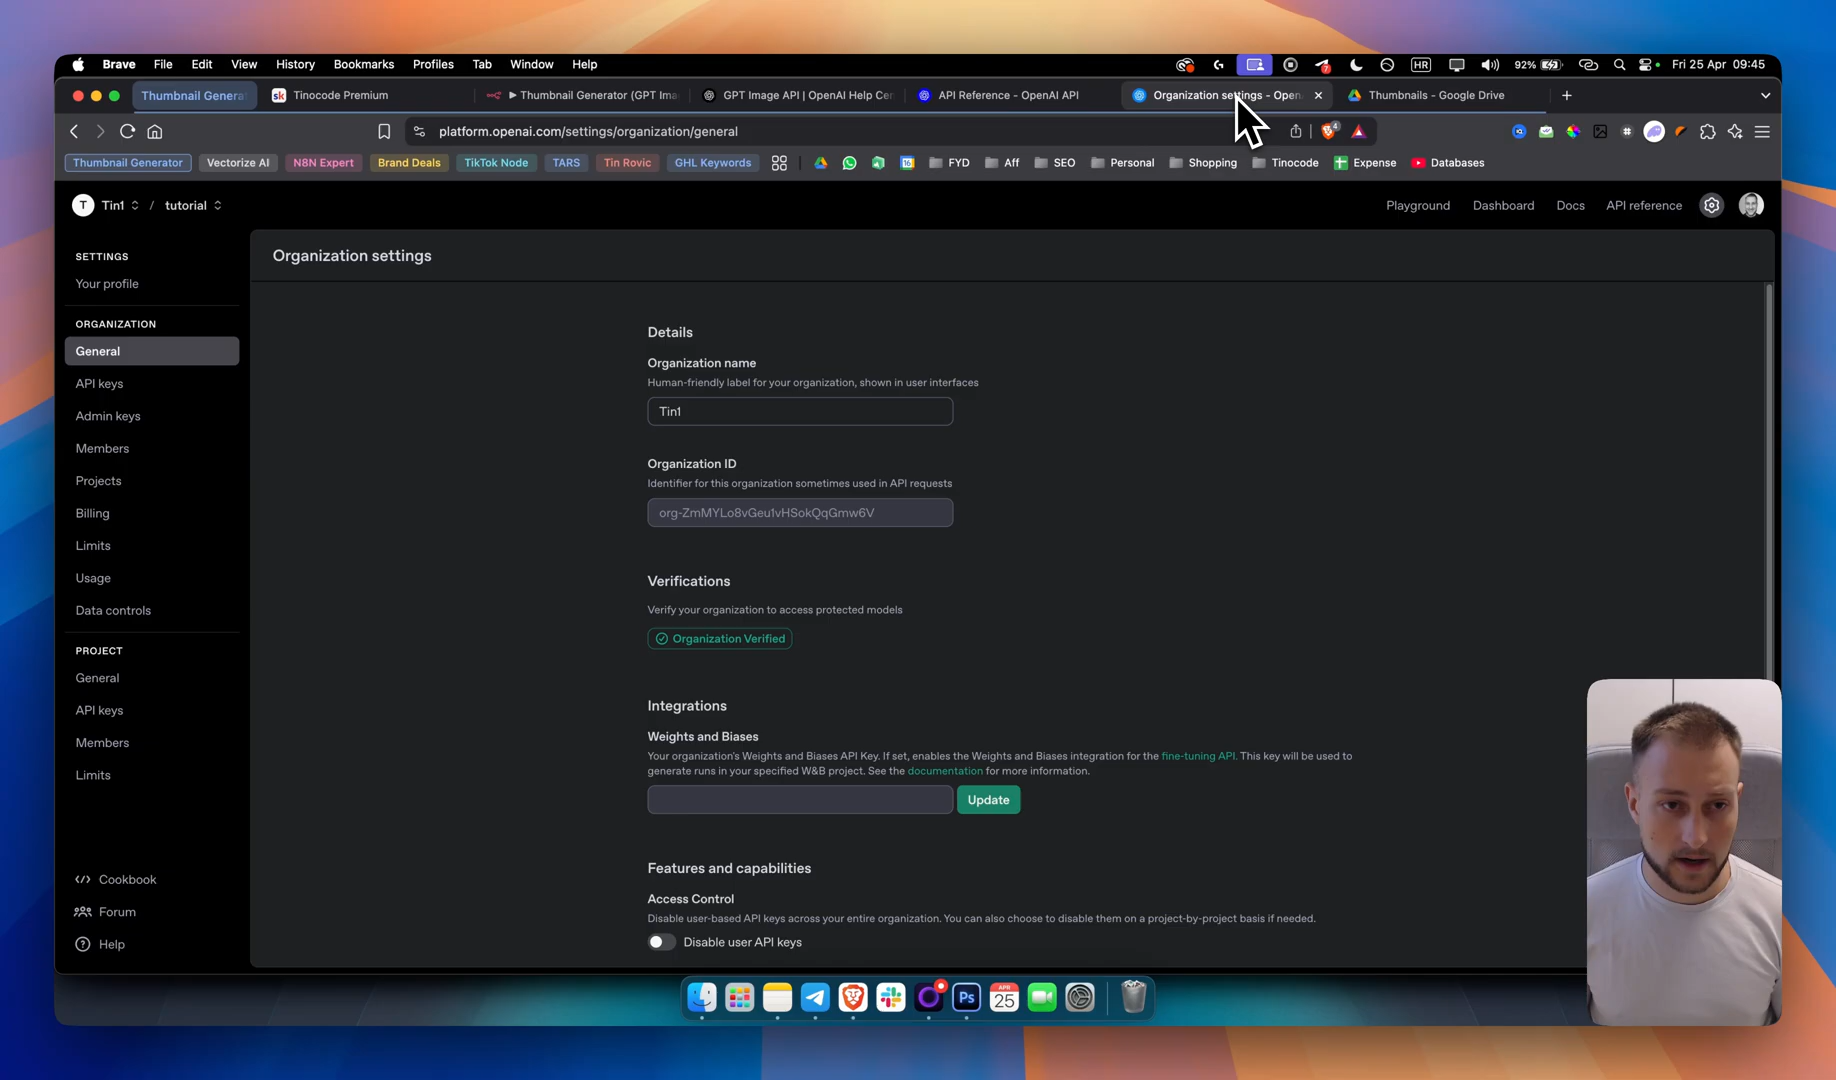 Brave File Edit View History Bookmarks Profiles Tab Window Help
7 HR 92% Fri 25 Apr 09:45
Thumbnail Genera
sk Tinocode Premium
▶ Thumbnail Generator (GPT Ima
GPT Image API | OpenAI Help Cen
API Reference - OpenAI API
Organization settings - Open
Thumbnails - Google Drive
platform.openai.com/settings/organization/general
4
Thumbnail Generator Vectorize AI N8N Expert Brand Deals TikTok Node TARS Tin Rovic GHL Keywords 16 FYD Aff SEO Personal Shopping Tinocode Expense Databases
T Tin1 / tutorial
Playground Dashboard Docs API reference
SETTINGS
Your profile
ORGANIZATION
General
API keys
Admin keys
Members
Projects
Billing
Limits
Usage
Data controls
PROJECT
General
API keys
Members
Limits
Cookbook
Forum
Help
Organization settings
Details
Organization name
Human-friendly label for your organization, shown in user interfaces
Tin1
Organization ID
Identifier for this organization sometimes used in API requests
org-ZmMYLo8vGeu1vHSokQqGmw6V
Verifications
Verify your organization to access protected models
Organization Verified
Integrations
Weights and Biases
Your organization's Weights and Biases API Key. If set, enables the Weights and Biases integration for the fine-tuning API. This key will be used to
generate runs in your specified W&B project. See the documentation for more information.
Update
Features and capabilities
Access Control
Disable user-based API keys across your entire organization. You can also choose to disable them on a project-by-project basis if needed.
Disable user API keys
Ps
APR
25